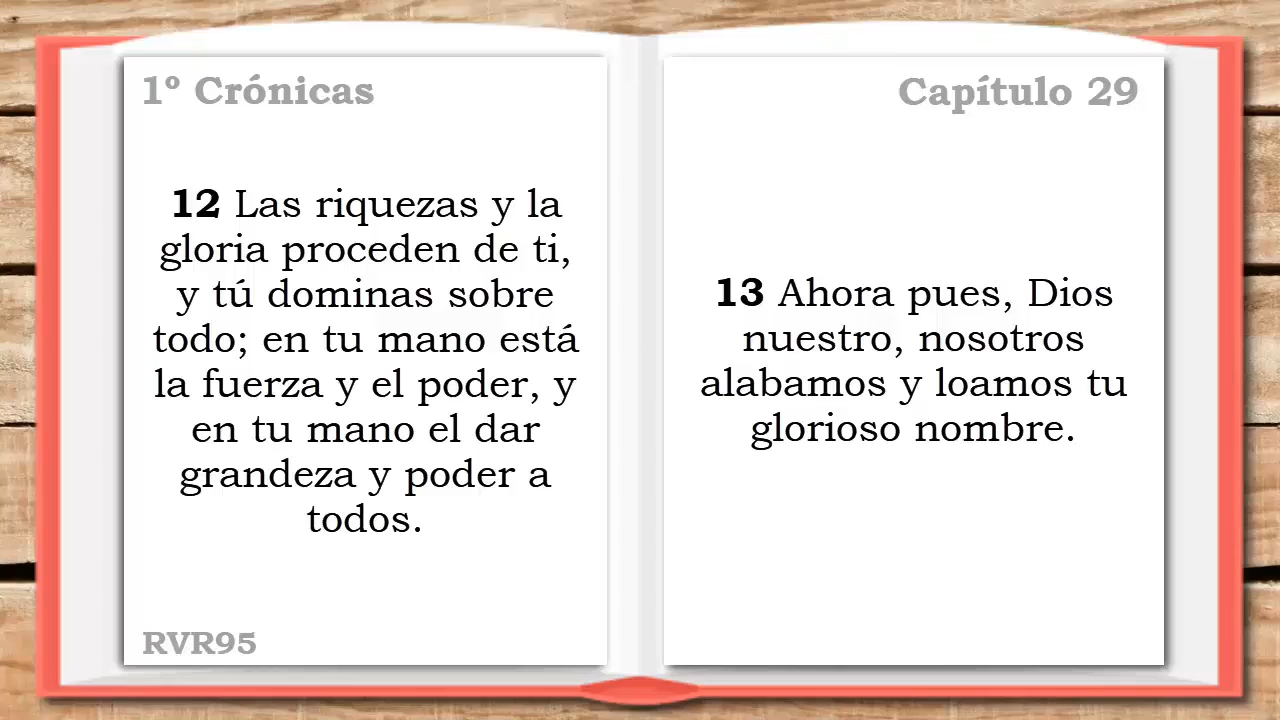 1º Crónicas
12 Las riquezas y la
gloria proceden de ti,
y tú dominas sobre
todo; en tu mano está
la fuerza y el poder, y
en tu mano el dar
grandeza y poder a
todos.
RVR95
Capítulo 29
13 Ahora pues, Dios
nuestro, nosotros
alabamos y loamos tu
glorioso nombre.